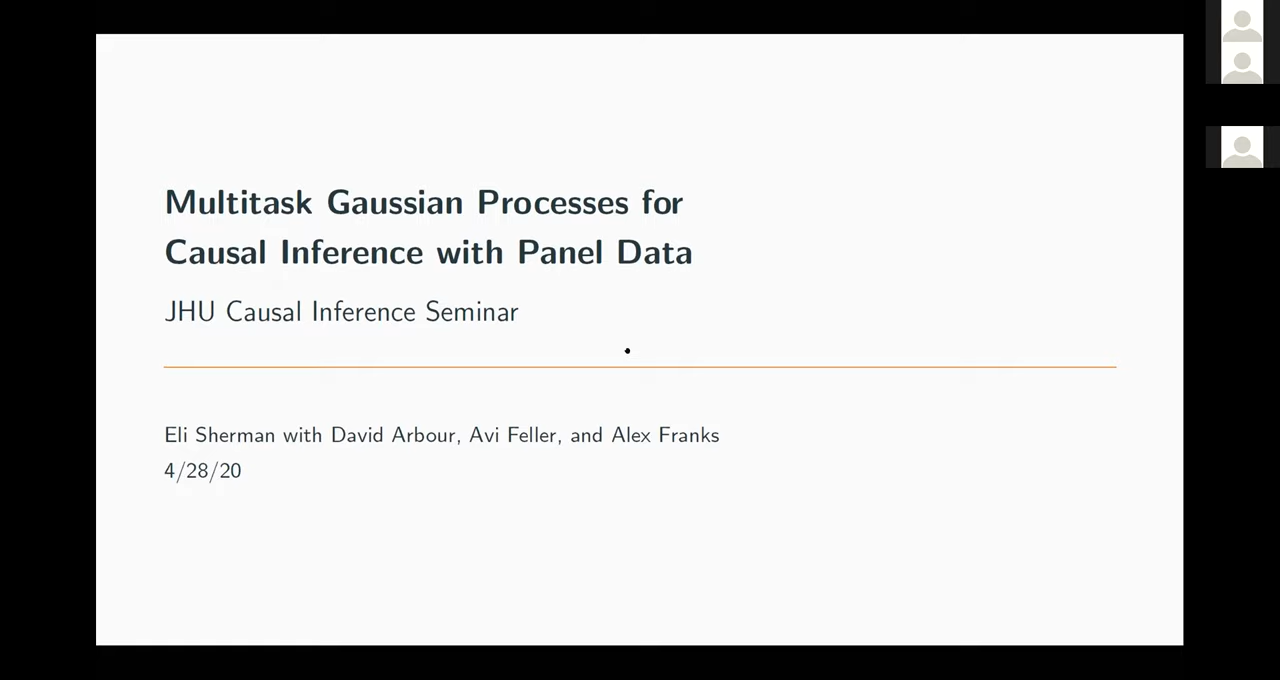 Multitask Gaussian Processes for
Causal Inference with Panel Data
JHU Causal Inference Seminar
Eli Sherman with David Arbour, Avi Feller, and Alex Franks
4/28/20